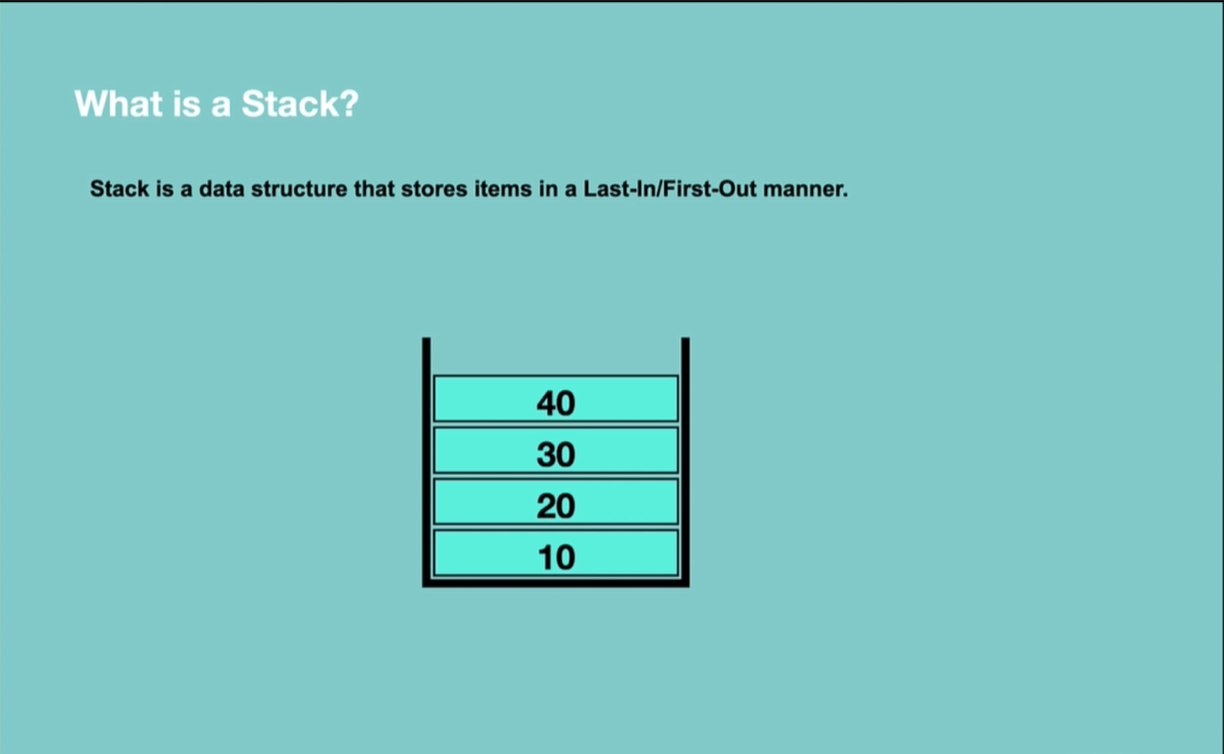 What is a Stack?
Stack is a data structure that stores items in a Last-In/First-Out manner.
40
30
20
10